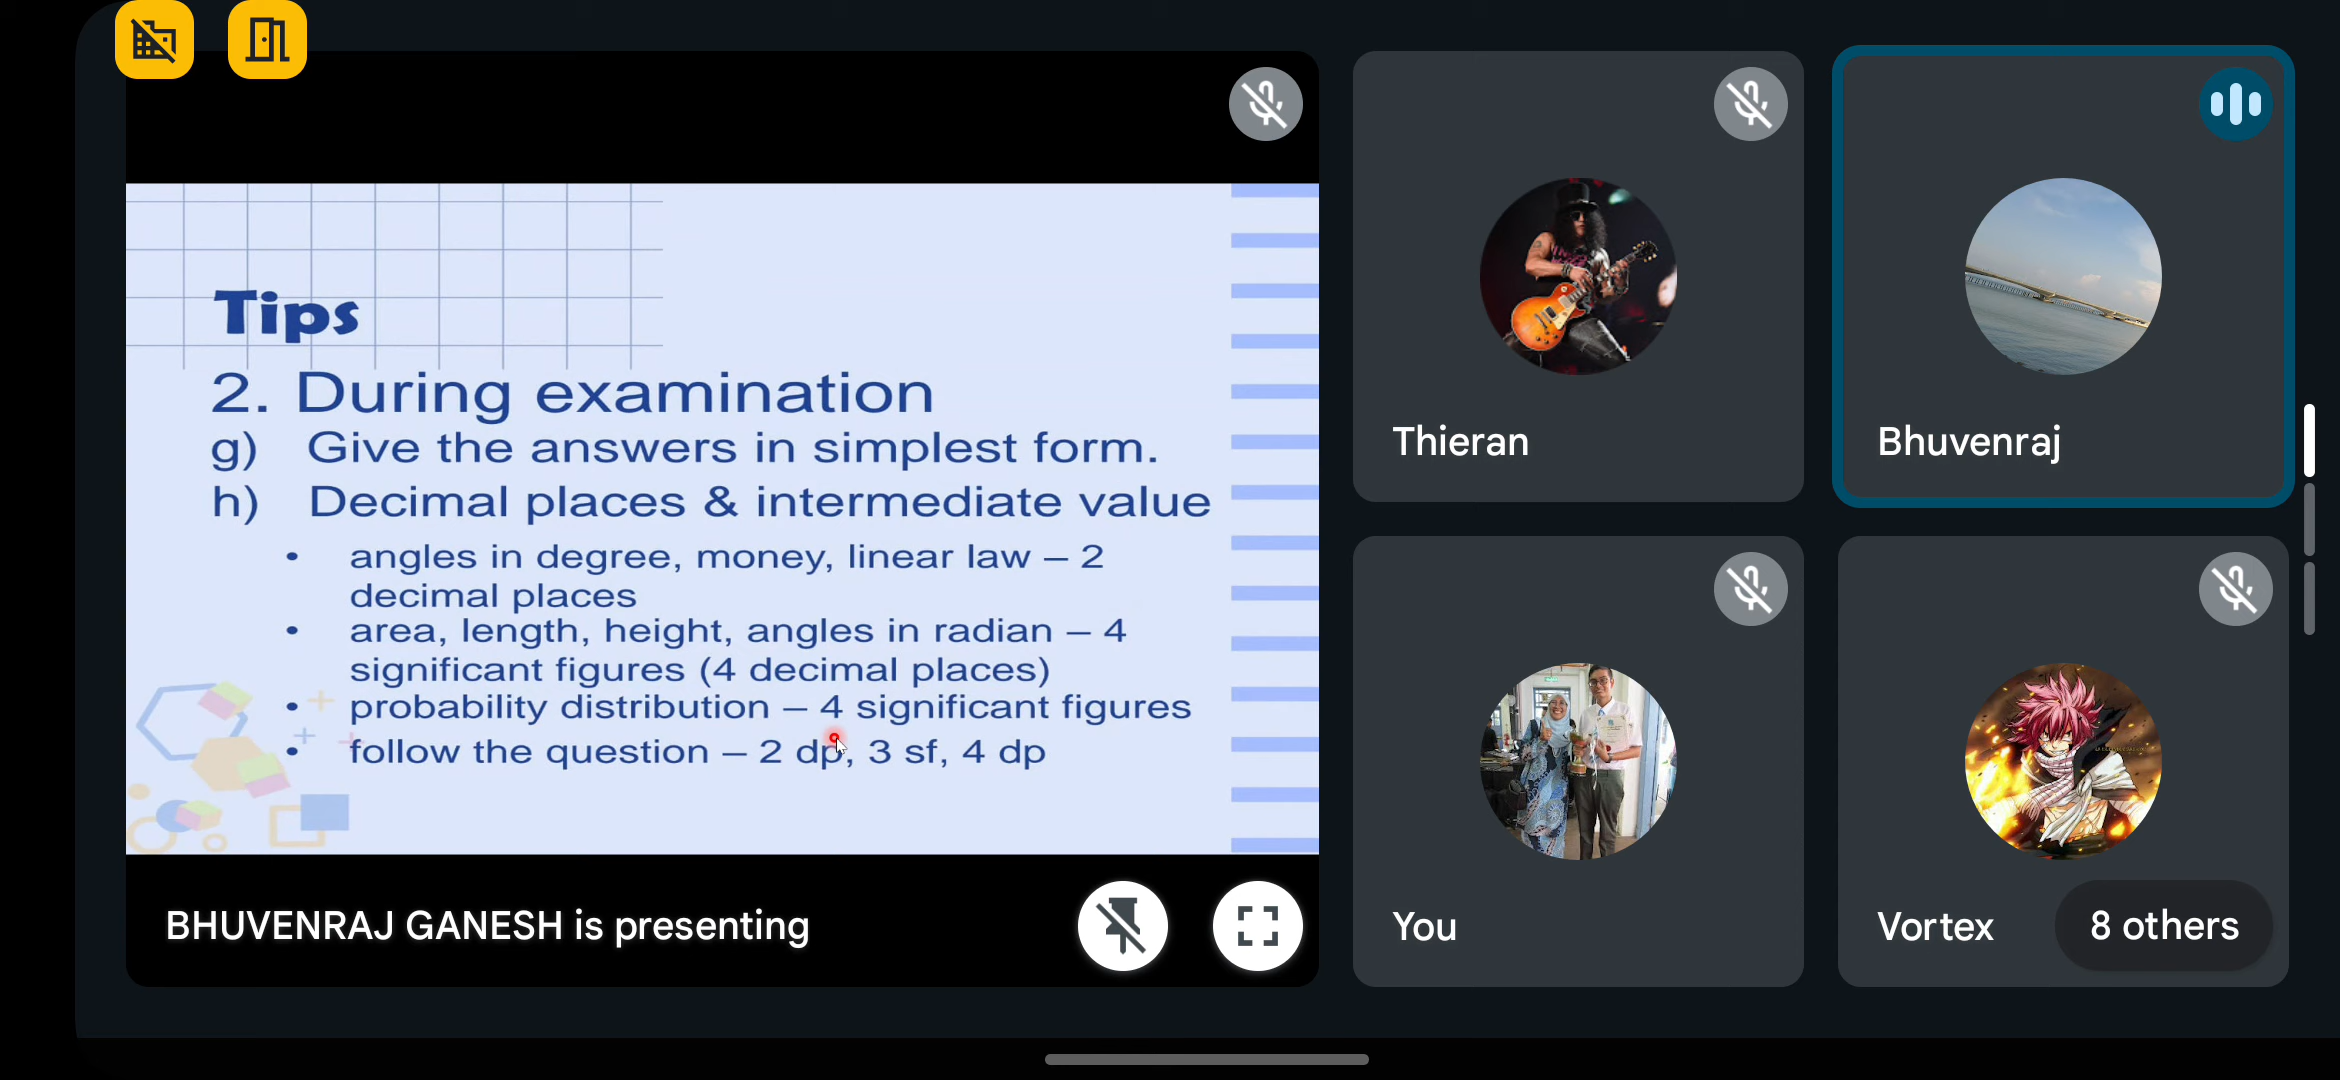 Tips
2. During examination
g) Give the answers in simplest form.
h) Decimal places & intermediate value
• angles in degree, money, linear law – 2
decimal places
• area, length, height, angles in radian – 4
significant figures (4 decimal places)
• probability distribution – 4 significant figures
• follow the question – 2 dp, 3 sf, 4 dp
BHUVENRAJ GANESH is presenting
Thieran
Bhuvenraj
You
Vortex
8 others